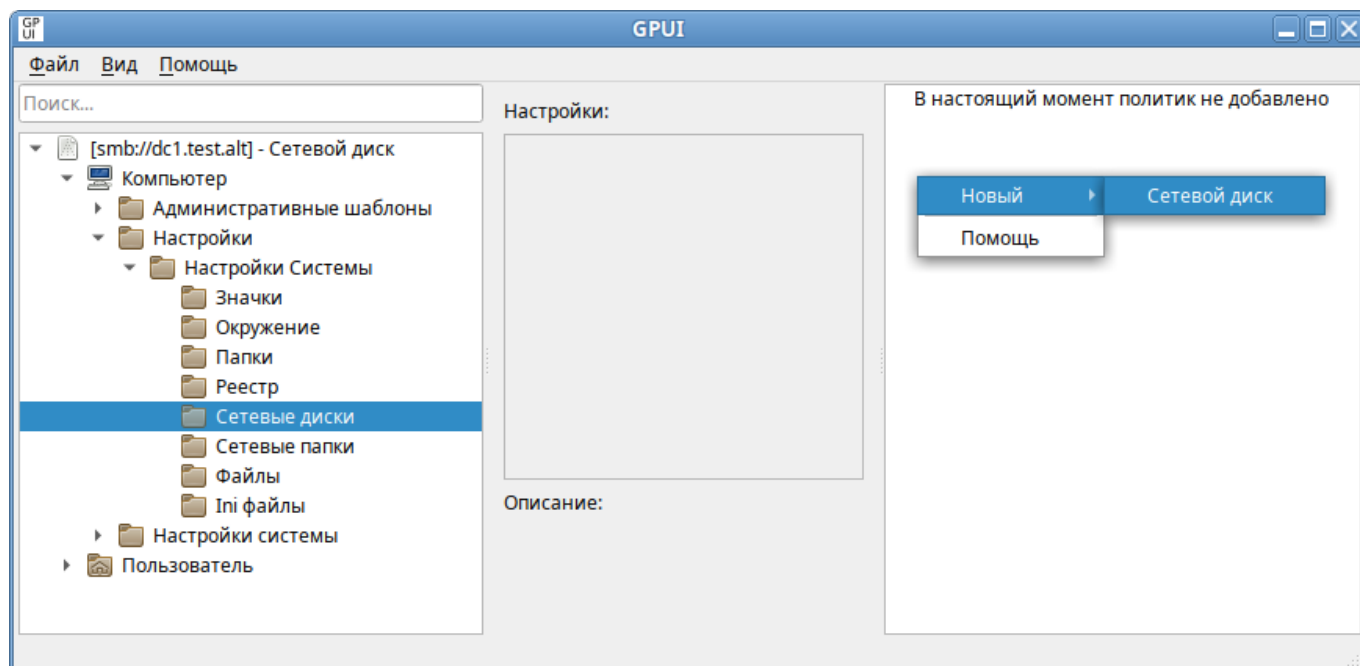 GPUI
GPUI
Файл Вид Помощь
Поиск...
[smb://dc1.test.alt] - Сетевой диск
Компьютер
Административные шаблоны
Настройки
Настройки Системы
Значки
Окружение
Папки
Реестр
Сетевые диски
Сетевые папки
Файлы
Ini файлы
Настройки системы
Пользователь
Настройки:
Описание:
В настоящий момент политик не добавлено
Новый
Сетевой диск
Помощь